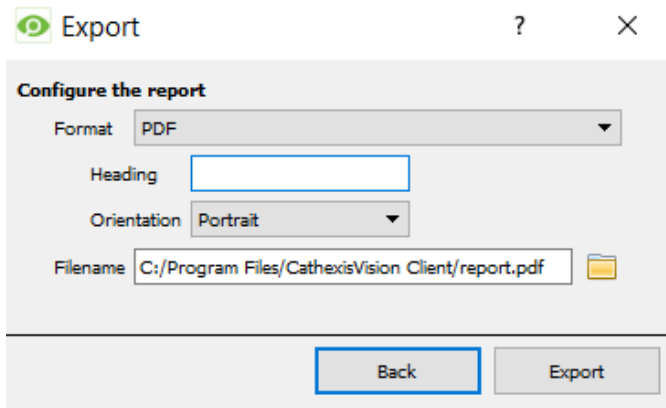 Export ?
Configure the report
Format PDF
Heading
Orientation Portrait
Filename C:/Program Files/CathexisVision Client/report.pdf
Back Export